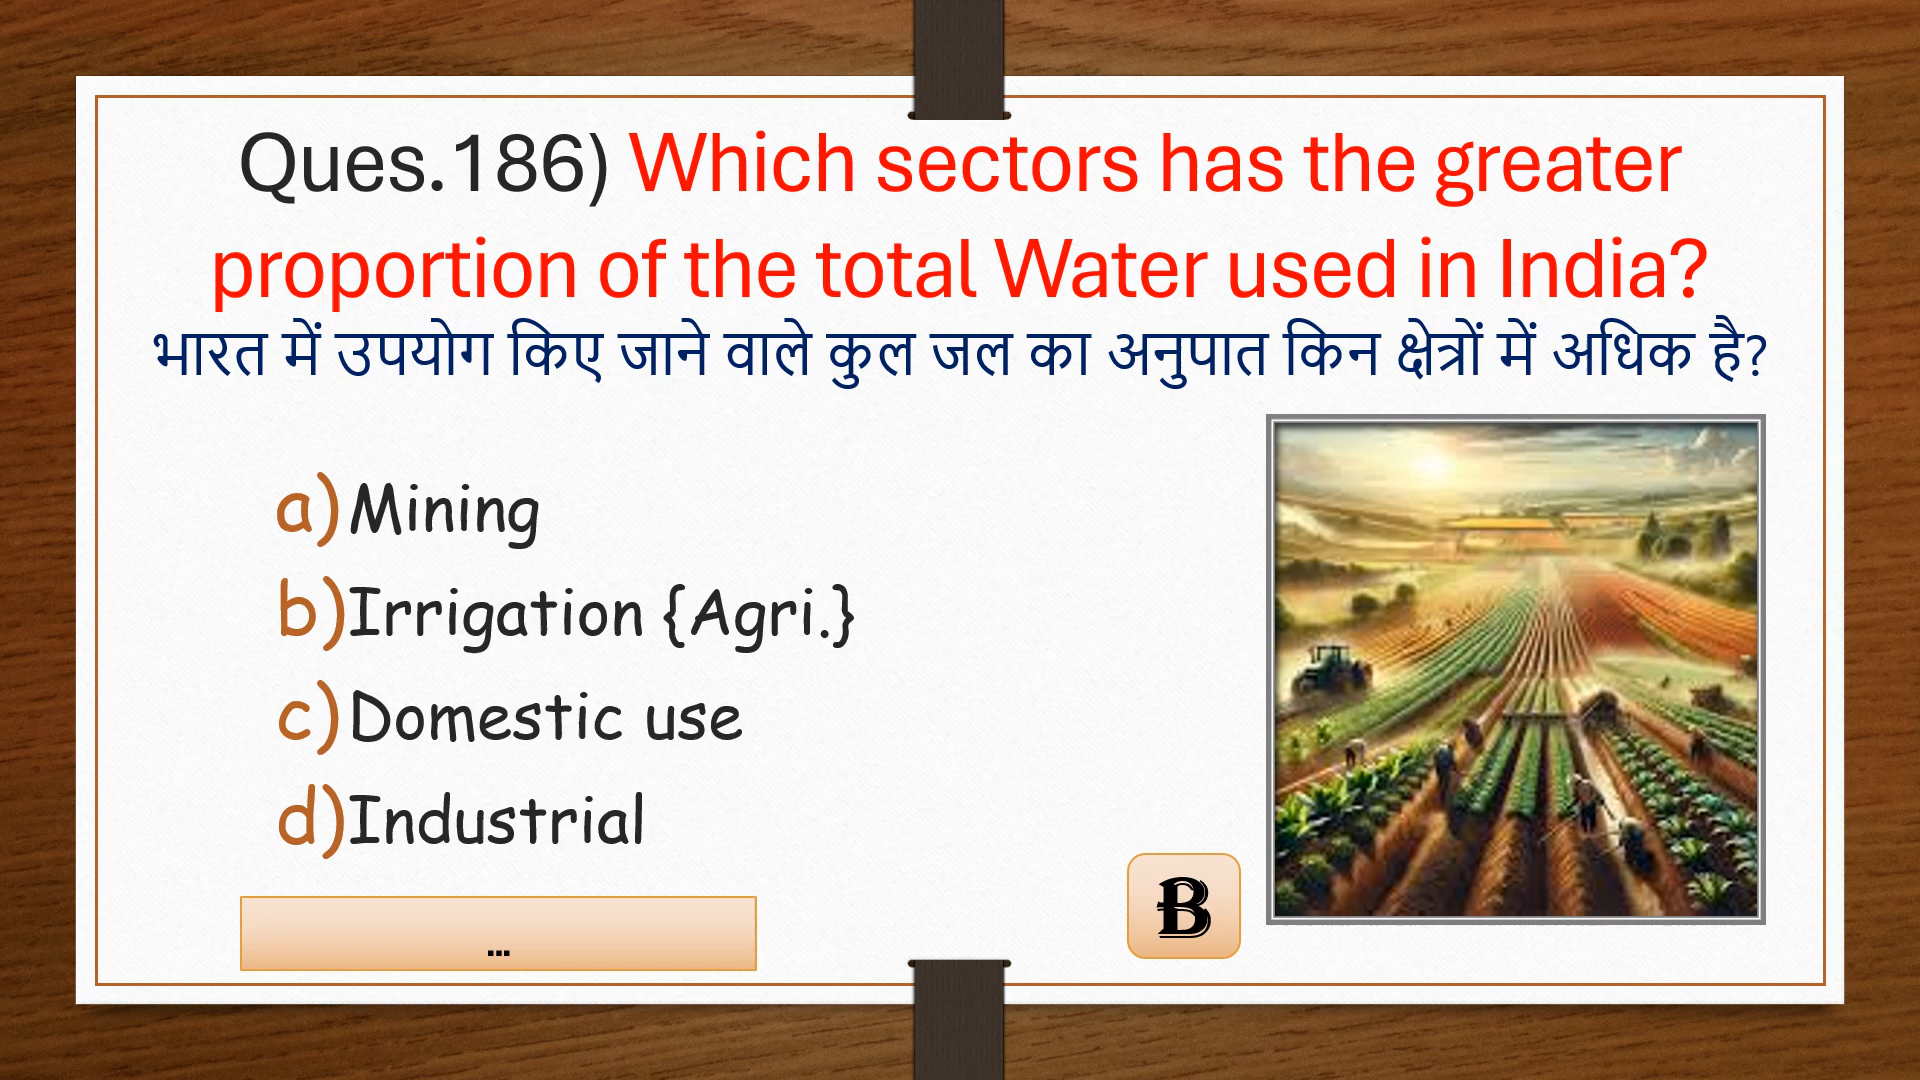 Ques.186) Which sectors has the greater
proportion of the total Water used in India?
भारत में उपयोग किए जाने वाले कुल जल का अनुपात किन क्षेत्रों में अधिक है?
a) Mining
b) Irrigation {Agri.}
c) Domestic use
d) Industrial
...
B